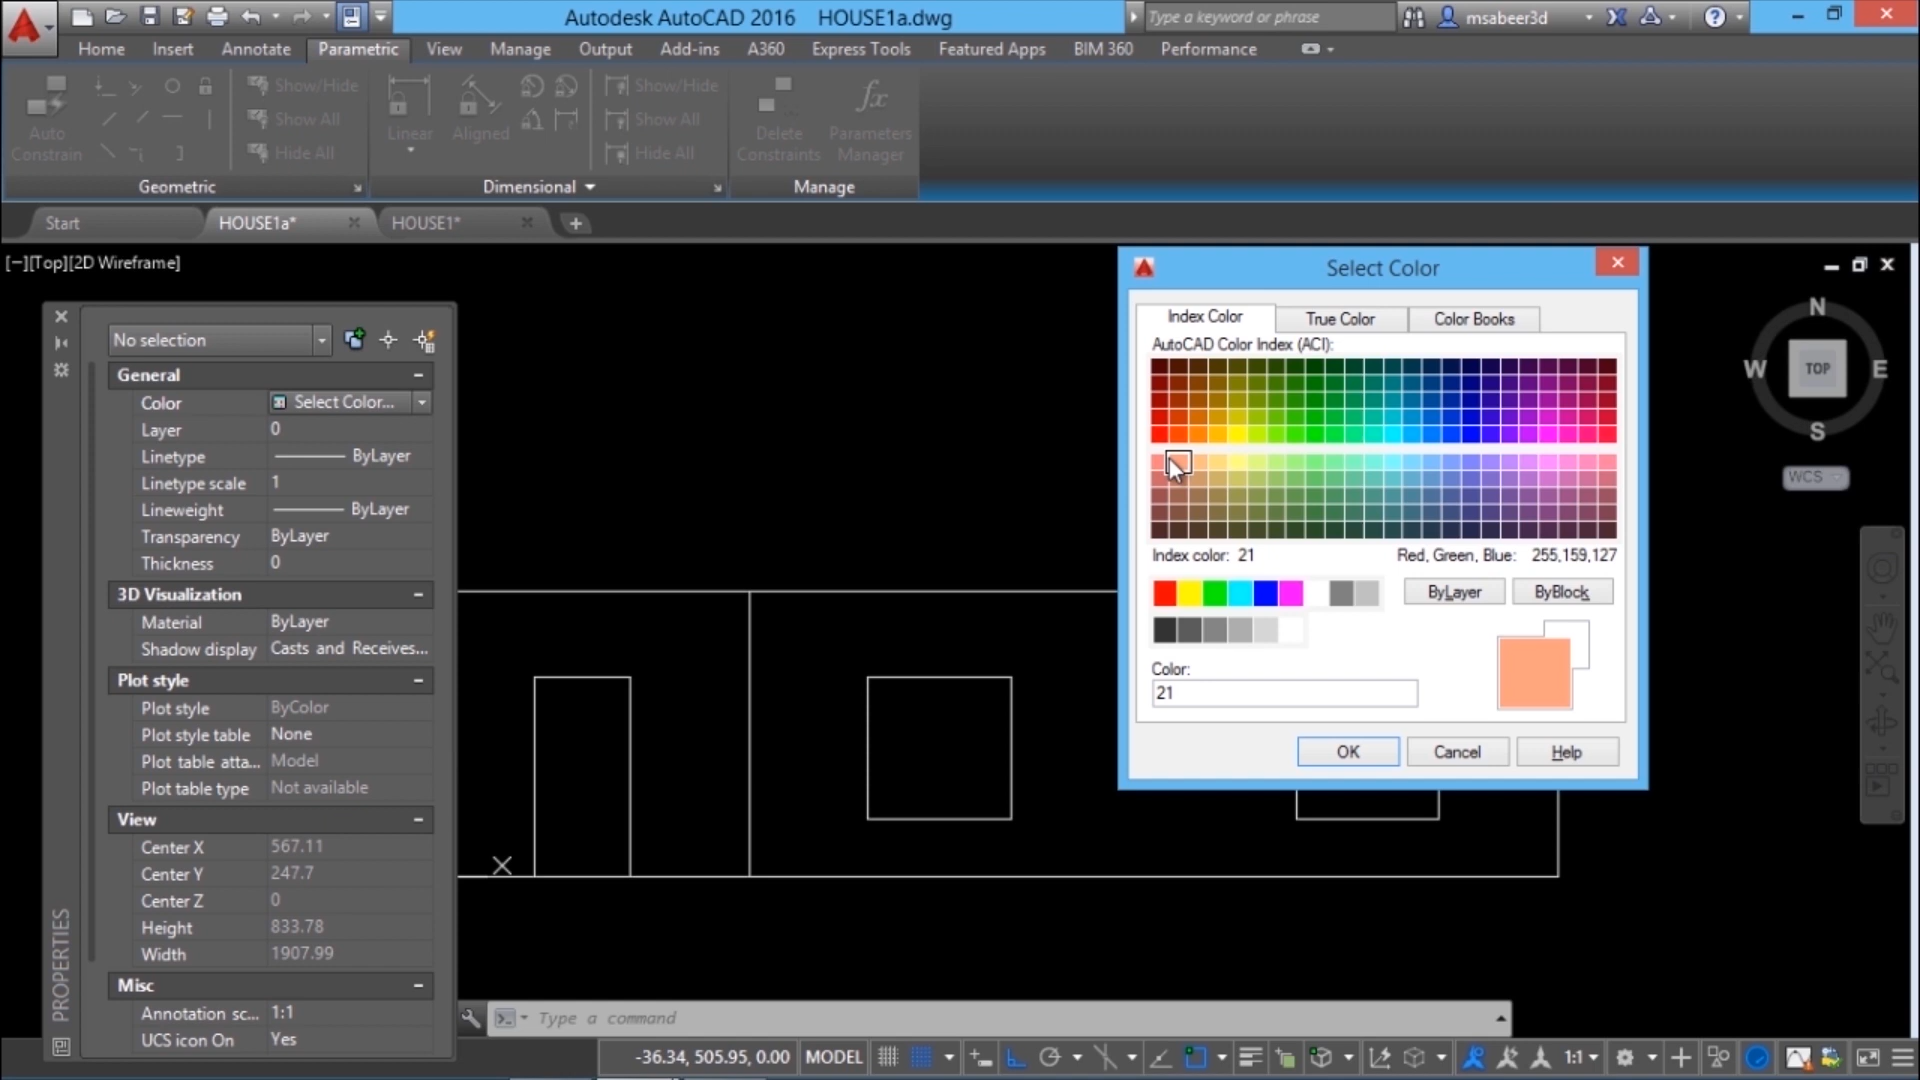 Autodesk AutoCAD 2016 HOUSE1a.dwg
Type a keyword or phrase
msabeer3d
Home Insert Annotate Parametric View Manage Output Add-ins A360 Express Tools Featured Apps BIM 360 Performance
Auto
Constrain
Show/Hide
Show All
Hide All
Linear
Aligned
Show/Hide
Show All
Hide All
Delete
Constraints
fx
Parameters
Manager
Geometric
Dimensional
Manage
Start HOUSE1a* HOUSE1*
[−][Top][2D Wireframe]
No selection
General
Color Select Color...
Layer 0
Linetype ByLayer
Linetype scale 1
Lineweight ByLayer
Transparency ByLayer
Thickness 0
3D Visualization
Material ByLayer
Shadow display Casts and Receives...
Plot style
Plot style ByColor
Plot style table None
Plot table atta... Model
Plot table type Not available
View
Center X 567.11
Center Y 247.7
Center Z 0
Height 833.78
Width 1907.99
Misc
Annotation sc... 1:1
UCS icon On Yes
PROPERTIES
Select Color
Index Color True Color Color Books
AutoCAD Color Index (ACI):
Index color: 21 Red, Green, Blue: 255,159,127
ByLayer ByBlock
Color:
21
OK Cancel Help
N
W TOP E
S
WCS
Type a command
-36.34, 505.95, 0.00 MODEL 1:1